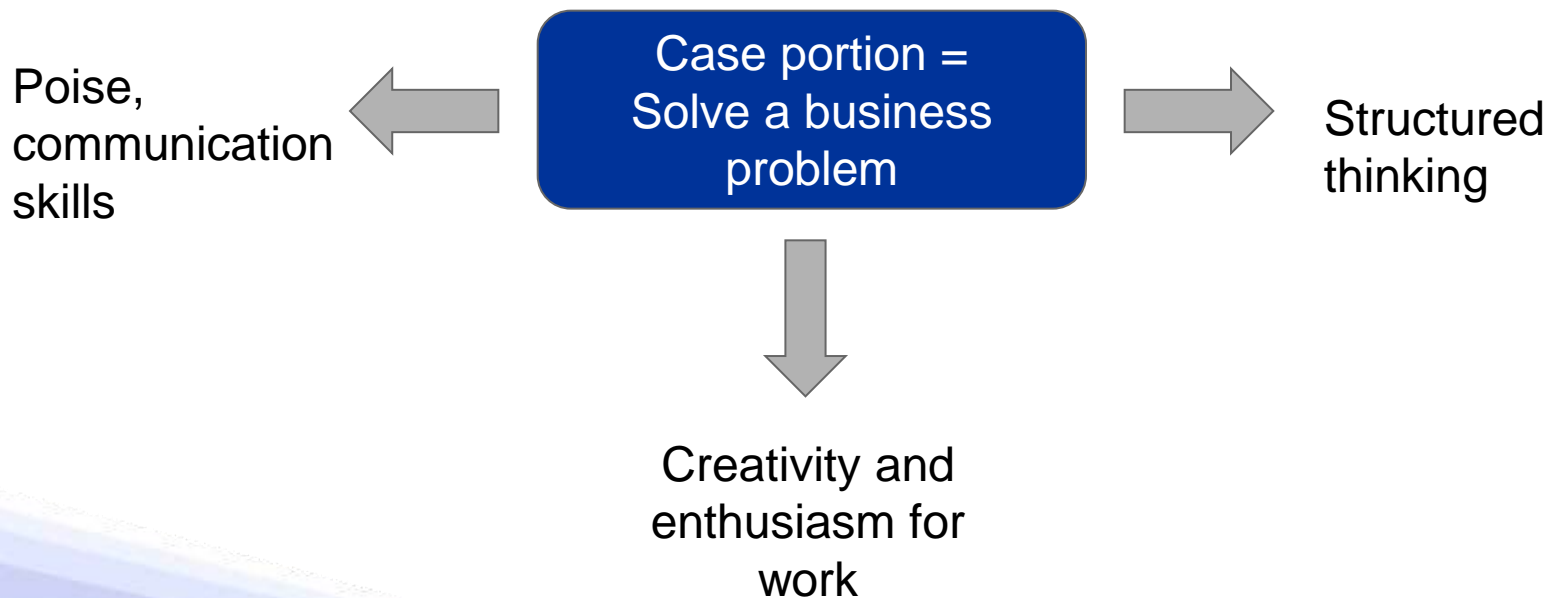 Case portion =
Solve a business
problem
Poise,
communication
skills
Structured
thinking
Creativity and
enthusiasm for
work